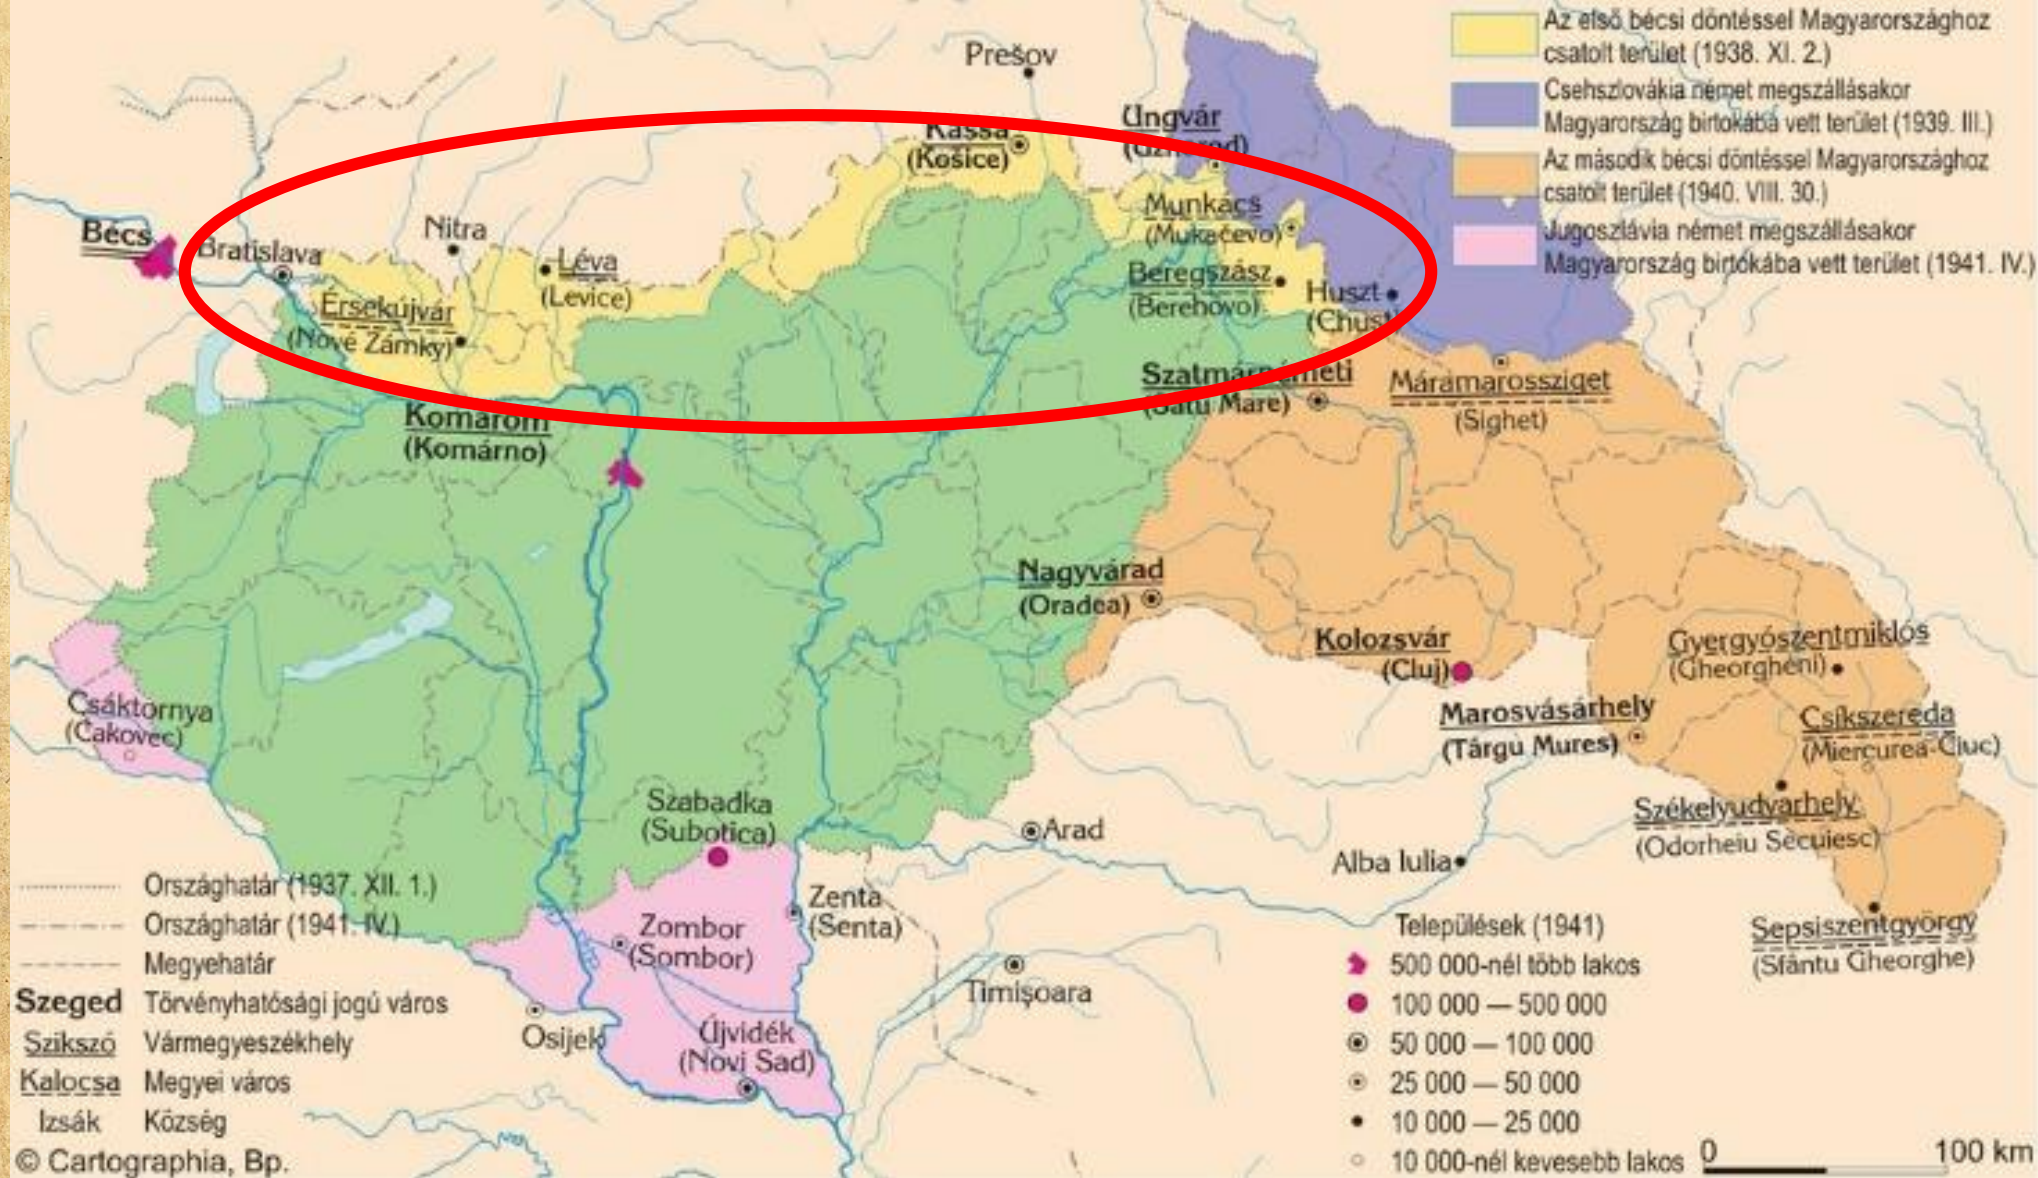 Az első bécsi döntéssel Magyarországhoz
csatolt terület (1938. XI. 2.)
Csehszlovákia német megszállásakor
Magyarország birtokába vett terület (1939. III.)
Az második bécsi döntéssel Magyarországhoz
csatolt terület (1940. VIII. 30.)
Jugoszlávia német megszállásakor
Magyarország birtokába vett terület (1941. IV.)
Prešov
Ungvár
Kassa
(Košice)
Munkács
(Mukačevo)
Bécs
Bratislava
Nitra
Léva
(Levice)
Beregszász
(Berehovo)
Huszt
(Chust)
Érsekújvár
(Nové Zámky)
Szatmárnémeti
(Satu Mare)
Máramarossziget
(Sighet)
Komárom
(Komárno)
Nagyvárad
(Oradea)
Kolozsvár
(Cluj)
Gyergyószentmiklós
(Gheorgheni)
Csáktornya
(Čakovec)
Marosvásárhely
(Târgu Mures)
Csíkszereda
(Miercurea-Ciuc)
Szabadka
(Subotica)
Székelyudvarhely
(Odorheiu Secuiesc)
Arad
Alba Iulia
Zenta
(Senta)
Zombor
(Sombor)
Sepsiszentgyörgy
(Sfântu Gheorghe)
Timişoara
Osijek
Újvidék
(Novi Sad)
Országhatár (1937. XII. 1.)
Országhatár (1941. IV.)
Megyehatár
Szeged Törvényhatósági jogú város
Szikszó Vármegyeszékhely
Kalocsa Megyei város
Izsák Község
© Cartographia, Bp.
Települések (1941)
500 000-nél több lakos
100 000 — 500 000
50 000 — 100 000
25 000 — 50 000
10 000 — 25 000
10 000-nél kevesebb lakos
0 100 km